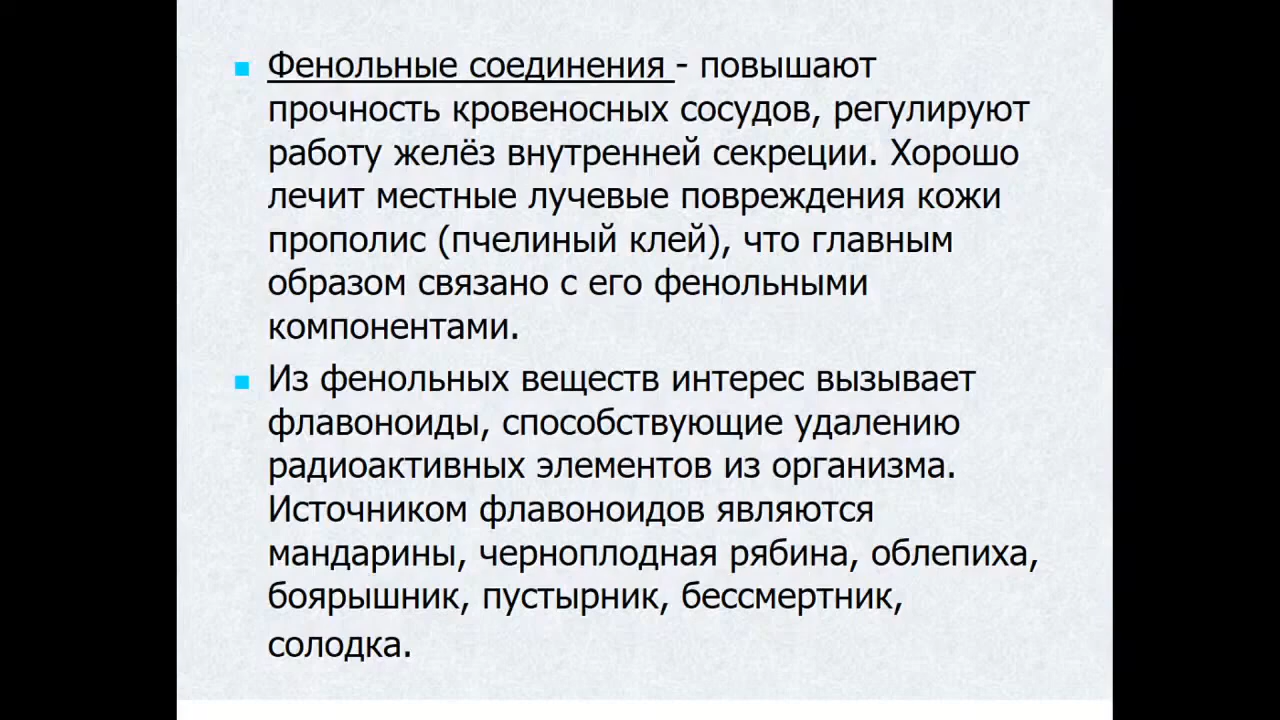 Фенольные соединения - повышают
прочность кровеносных сосудов, регулируют
работу желёз внутренней секреции. Хорошо
лечит местные лучевые повреждения кожи
прополис (пчелиный клей), что главным
образом связано с его фенольными
компонентами.
Из фенольных веществ интерес вызывает
флавоноиды, способствующие удалению
радиоактивных элементов из организма.
Источником флавоноидов являются
мандарины, черноплодная рябина, облепиха,
боярышник, пустырник, бессмертник,
солодка.